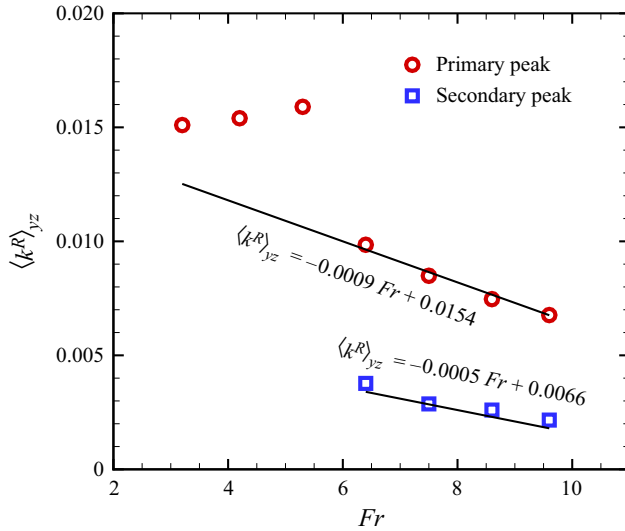 0.020
Primary peak
Secondary peak
0.015
⟨k^R⟩_yz
0.010
⟨k^R⟩_yz = −0.0009 Fr + 0.0154
0.005
⟨k^R⟩_yz = −0.0005 Fr + 0.0066
0
2 4 6 8 10
Fr